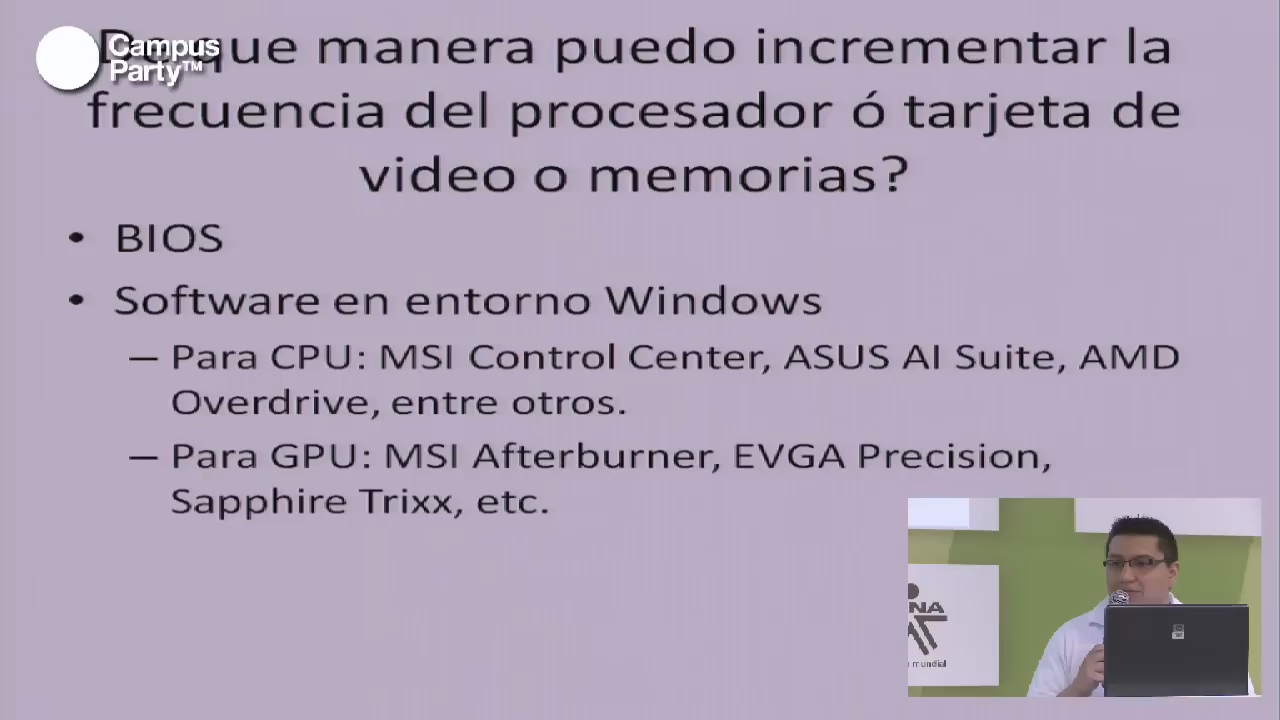 Campus
Party™
que manera puedo incrementar la
frecuencia del procesador ó tarjeta de
video o memorias?
• BIOS
• Software en entorno Windows
– Para CPU: MSI Control Center, ASUS AI Suite, AMD
Overdrive, entre otros.
– Para GPU: MSI Afterburner, EVGA Precision,
Sapphire Trixx, etc.
NA
mundial